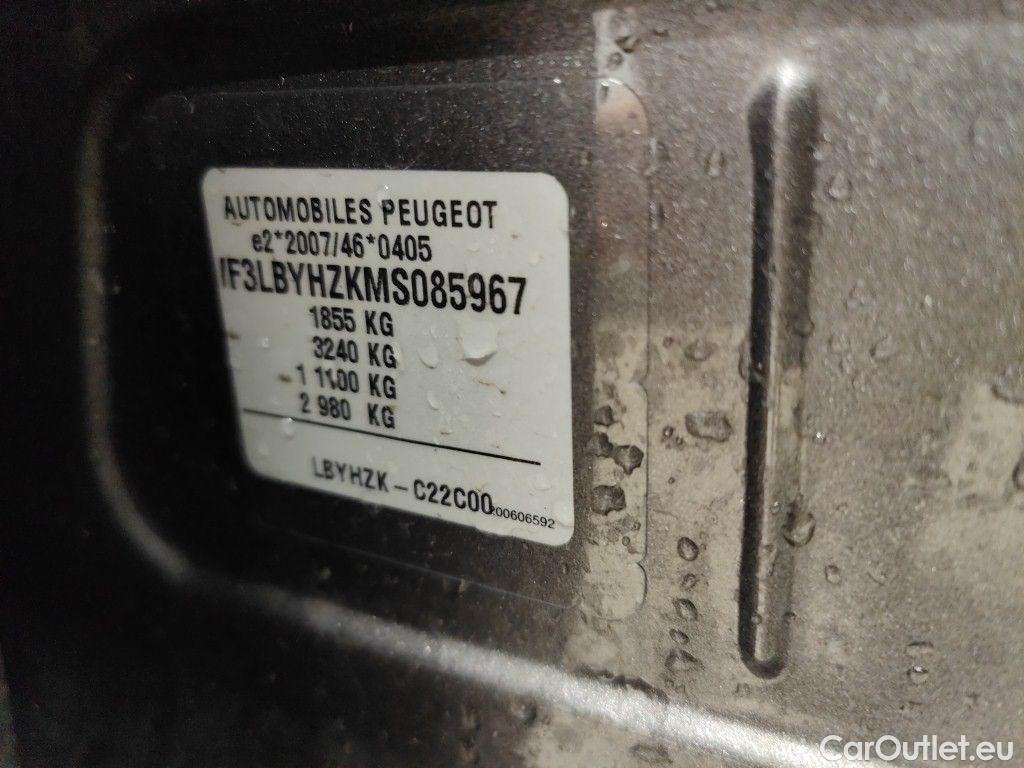 AUTOMOBILES PEUGEOT
e2*2007/46*0405
VF3LBYHZKMS085967
1855 KG
3240 KG
1 1100 KG
2 980 KG
LBYHZK - C22C00
200606592
CarOutlet.eu